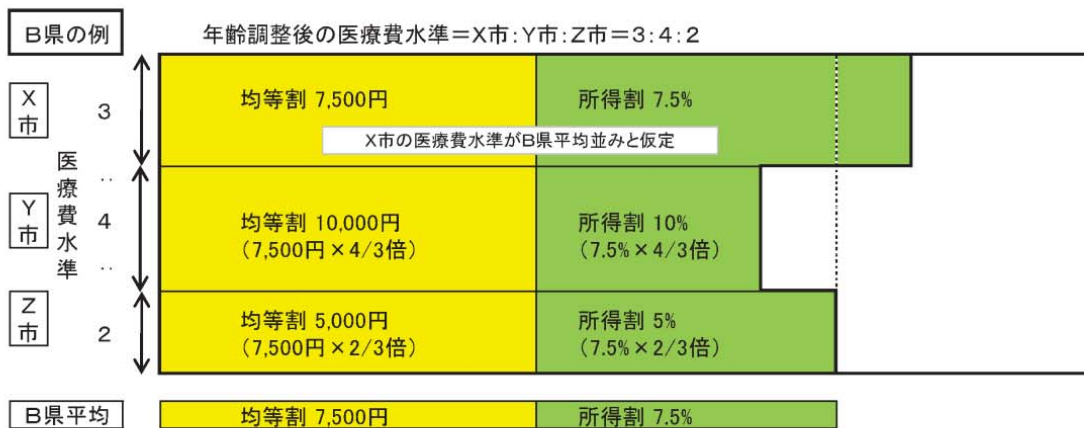 B県の例
年齢調整後の医療費水準=X市:Y市:Z市=3:4:2
X市
3
均等割 7,500円
所得割 7.5%
X市の医療費水準がB県平均並みと仮定
医療費水準
‥
Y市
4
均等割 10,000円
(7,500円×4/3倍)
所得割 10%
(7.5%×4/3倍)
‥
Z市
2
均等割 5,000円
(7,500円×2/3倍)
所得割 5%
(7.5%×2/3倍)
B県平均
均等割 7,500円
所得割 7.5%